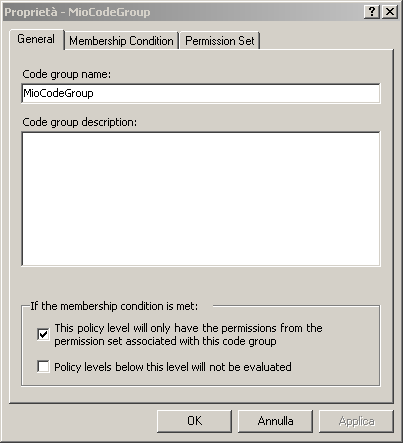 Proprietà - MioCodeGroup
General
Membership Condition
Permission Set
Code group name:
MioCodeGroup
Code group description:
If the membership condition is met:
This policy level will only have the permissions from the
permission set associated with this code group
Policy levels below this level will not be evaluated
OK
Annulla
Applica